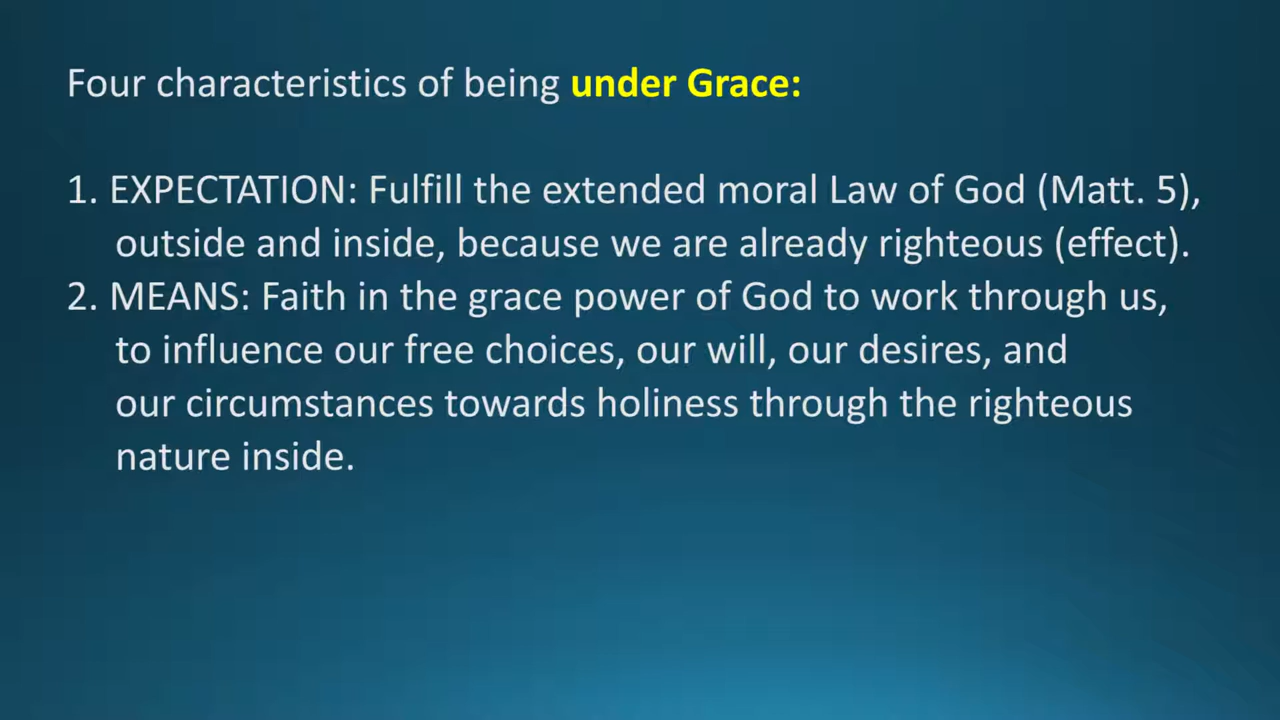 Four characteristics of being under Grace:
1. EXPECTATION: Fulfill the extended moral Law of God (Matt. 5),
outside and inside, because we are already righteous (effect).
2. MEANS: Faith in the grace power of God to work through us,
to influence our free choices, our will, our desires, and
our circumstances towards holiness through the righteous
nature inside.